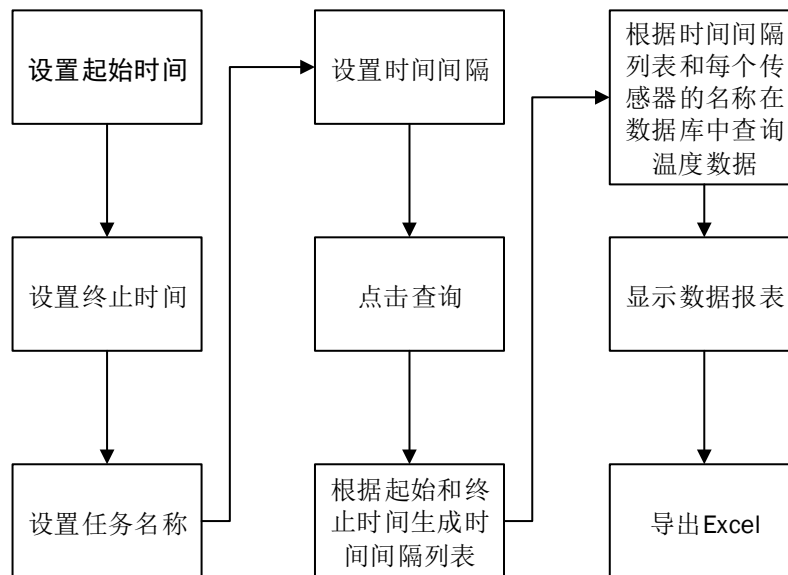 设置起始时间
设置终止时间
设置任务名称
设置时间间隔
点击查询
根据起始和终
止时间生成时
间间隔列表
根据时间间隔
列表和每个传
感器的名称在
数据库中查询
温度数据
显示数据报表
导出Excel